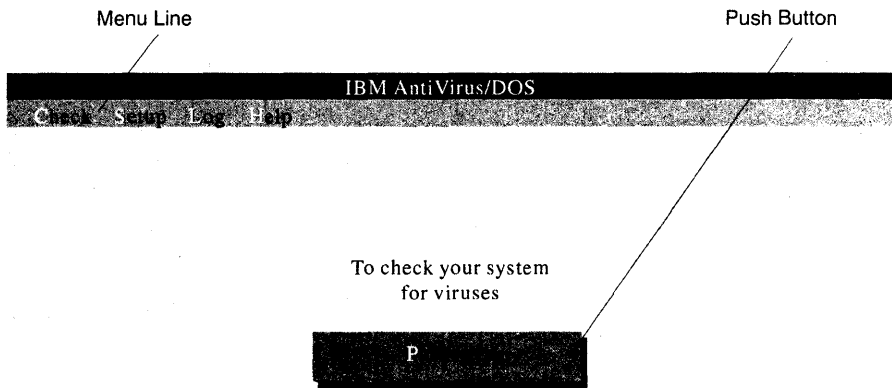 Menu Line Push Button
IBM AntiVirus/DOS
Check Setup Log Help
To check your system
for viruses
P